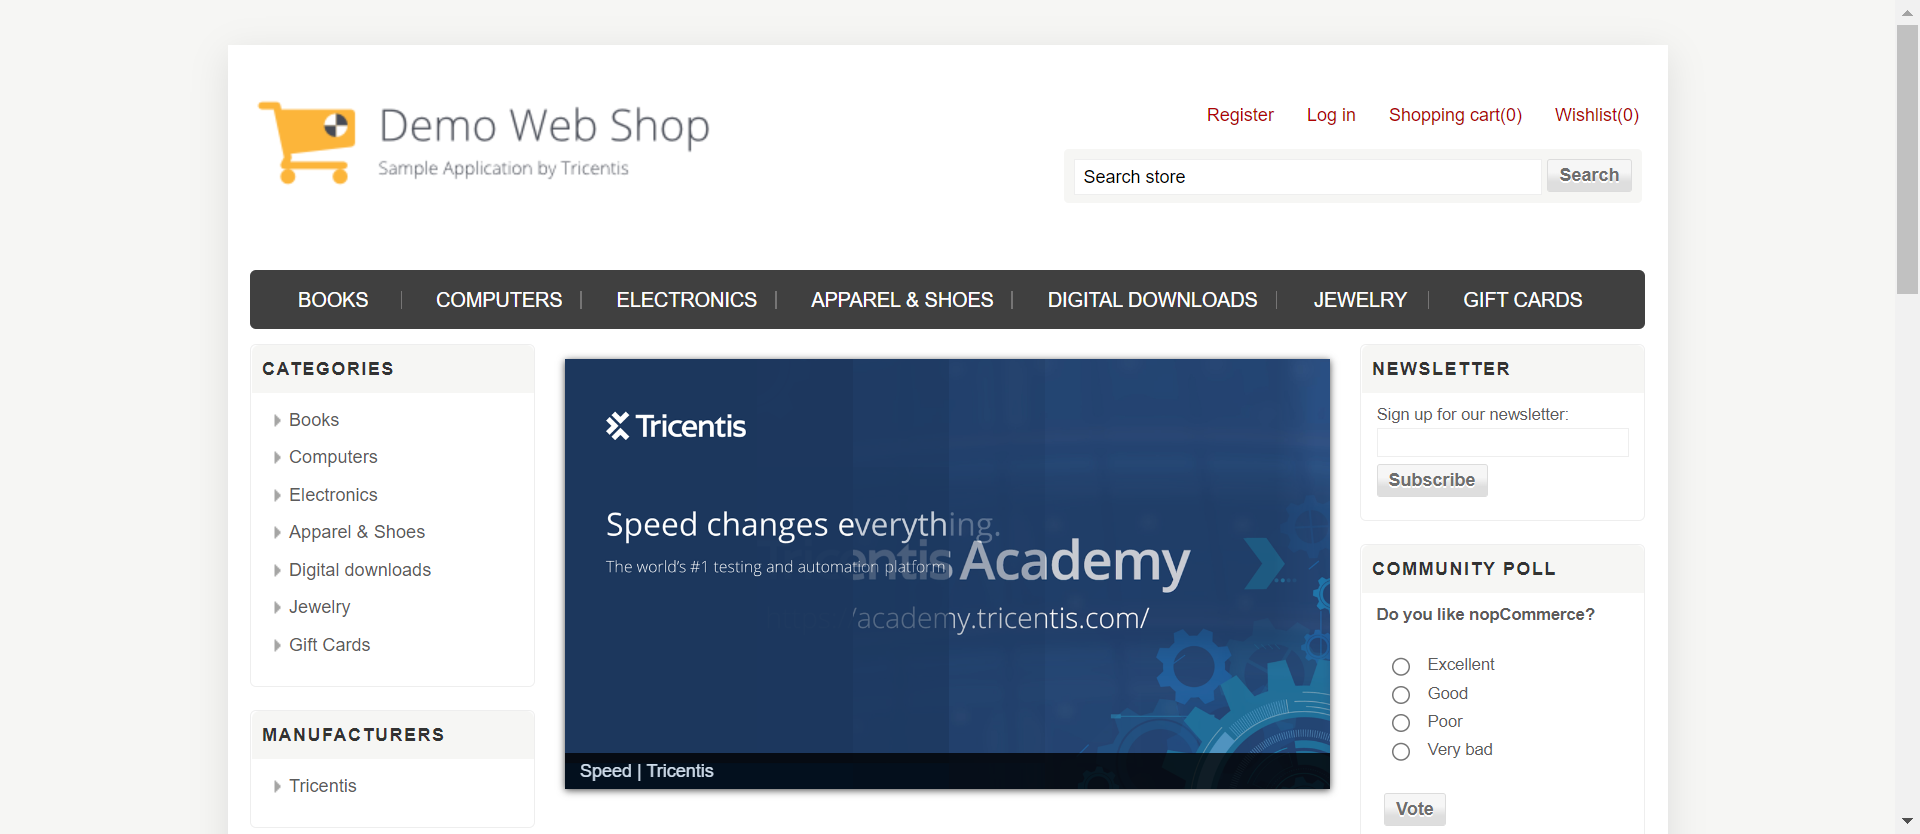 Demo Web Shop
Sample Application by Tricentis
Register Log in Shopping cart(0) Wishlist(0)
Search store Search
BOOKS COMPUTERS ELECTRONICS APPAREL & SHOES DIGITAL DOWNLOADS JEWELRY GIFT CARDS
CATEGORIES
Books
Computers
Electronics
Apparel & Shoes
Digital downloads
Jewelry
Gift Cards
MANUFACTURERS
Tricentis
Tricentis
Speed changes everything.
The world's #1 testing and automation platform
Tricentis Academy
http://academy.tricentis.com/
Speed | Tricentis
NEWSLETTER
Sign up for our newsletter:
Subscribe
COMMUNITY POLL
Do you like nopCommerce?
Excellent
Good
Poor
Very bad
Vote